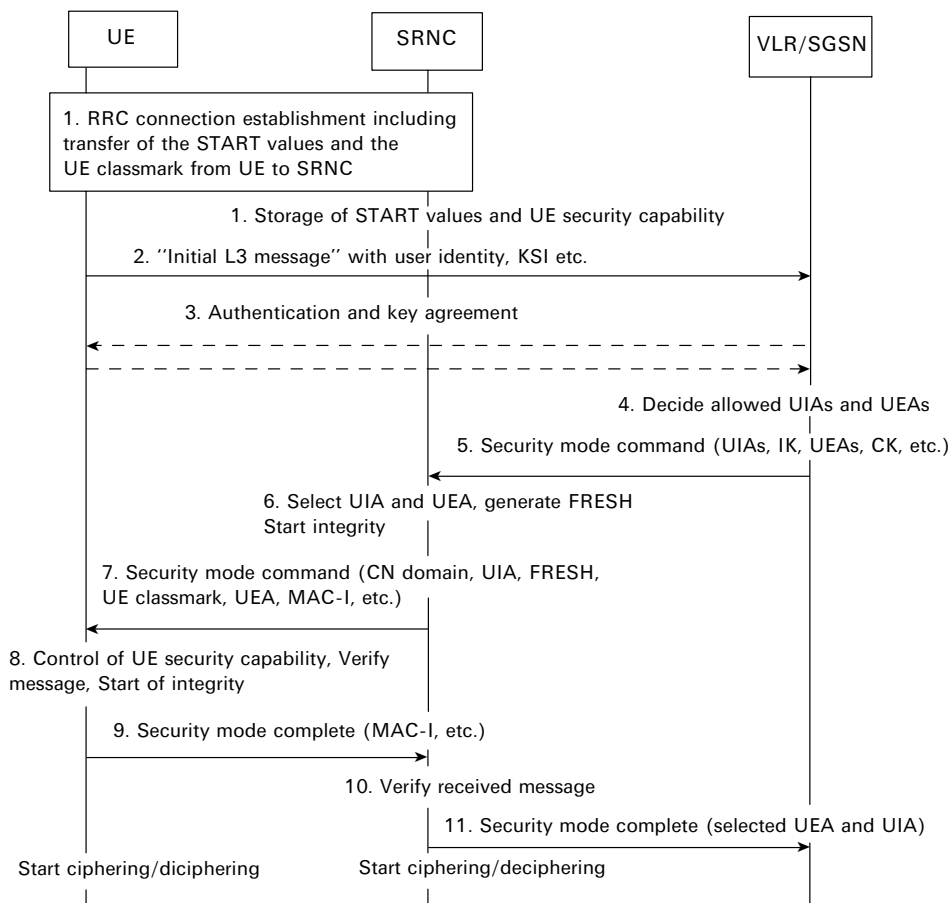 UE
SRNC
VLR/SGSN
1. RRC connection establishment including
transfer of the START values and the
UE classmark from UE to SRNC
1. Storage of START values and UE security capability
2. ''Initial L3 message'' with user identity, KSI etc.
3. Authentication and key agreement
4. Decide allowed UIAs and UEAs
5. Security mode command (UIAs, IK, UEAs, CK, etc.)
6. Select UIA and UEA, generate FRESH
Start integrity
7. Security mode command (CN domain, UIA, FRESH,
UE classmark, UEA, MAC-I, etc.)
8. Control of UE security capability, Verify
message, Start of integrity
9. Security mode complete (MAC-I, etc.)
10. Verify received message
11. Security mode complete (selected UEA and UIA)
Start ciphering/diciphering
Start ciphering/deciphering